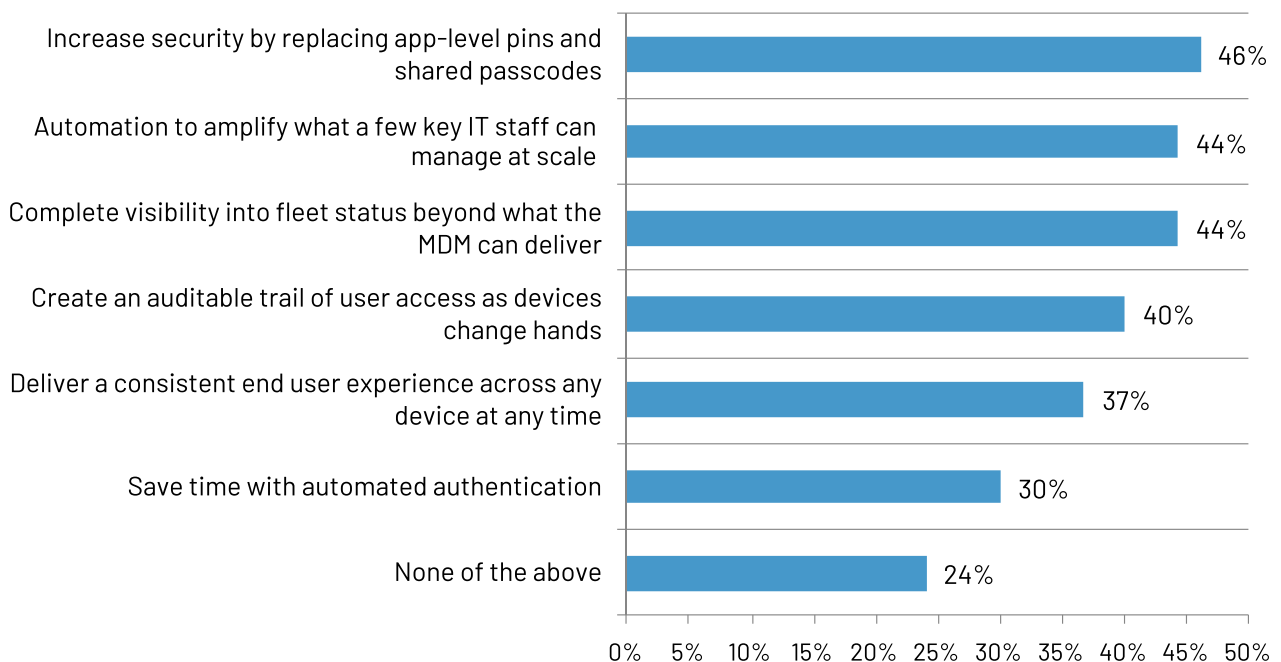 Increase security by replacing app-level pins and
shared passcodes
46%
Automation to amplify what a few key IT staff can
manage at scale
44%
Complete visibility into fleet status beyond what the
MDM can deliver
44%
Create an auditable trail of user access as devices
change hands
40%
Deliver a consistent end user experience across any
device at any time
37%
Save time with automated authentication
30%
None of the above
24%
0% 5% 10% 15% 20% 25% 30% 35% 40% 45% 50%